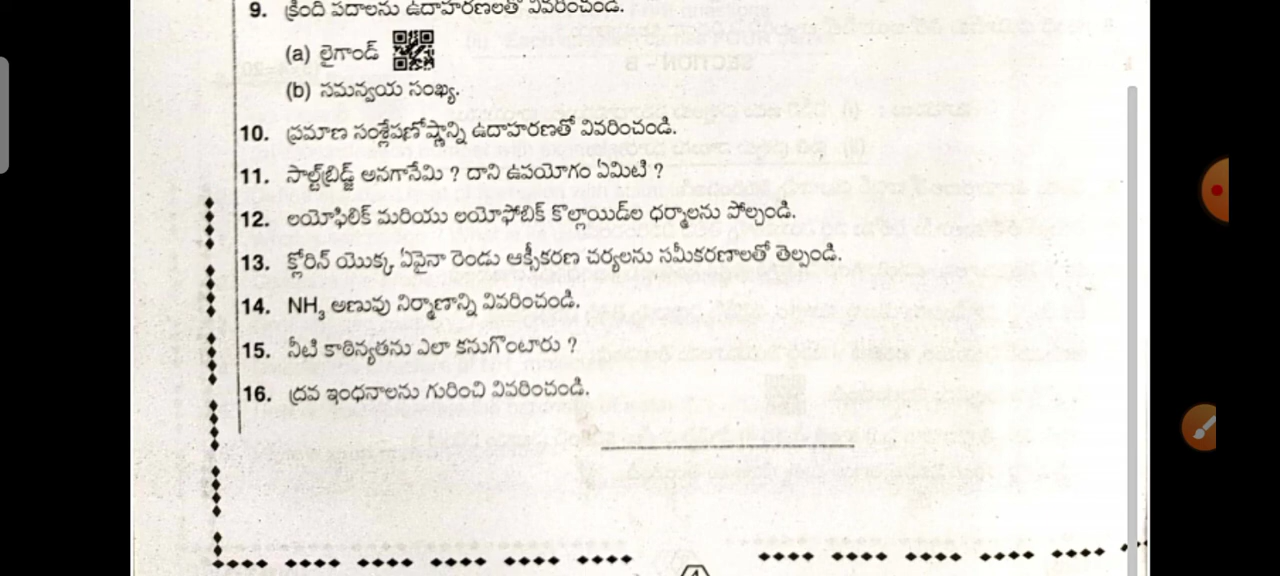 9. క్రింది పదాలను ఉదాహరణలతో వివరించండి.
(a) లైగాండ్
(b) సమన్వయ సంఖ్య.
10. ప్రమాణ సంశ్లేషణోష్ణాన్ని ఉదాహరణతో వివరించండి.
11. సాల్ట్‌బ్రిడ్జ్ అనగానేమి ? దాని ఉపయోగం ఏమిటి ?
12. లయోఫిలిక్ మరియు లయోఫోబిక్ కొల్లాయిడ్‌ల ధర్మాలను పోల్చండి.
13. క్లోరిన్ యొక్క ఏవైనా రెండు ఆక్సీకరణ చర్యలను సమీకరణాలతో తెల్పండి.
14. NH₃ అణువు నిర్మాణాన్ని వివరించండి.
15. నీటి కాఠిన్యతను ఎలా కనుగొంటారు ?
16. ద్రవ ఇంధనాలను గురించి వివరించండి.